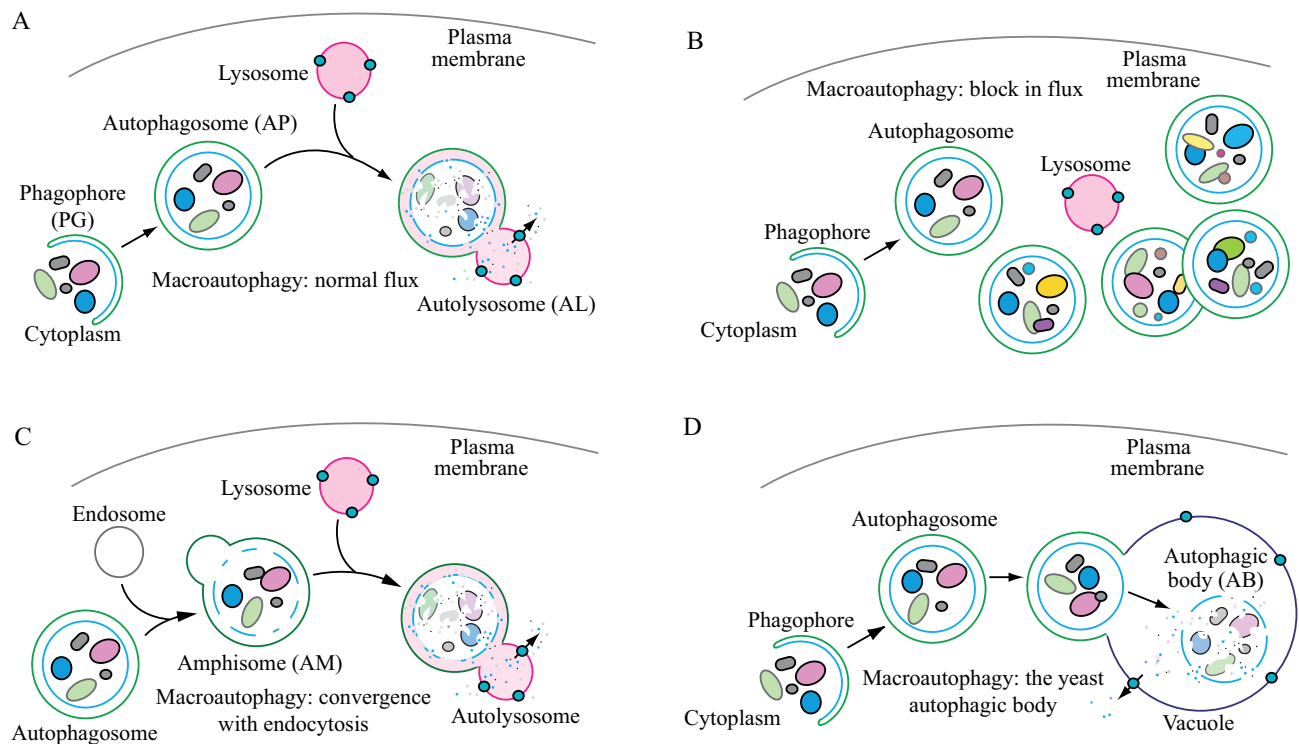 A
Plasma
membrane
Lysosome
Autophagosome (AP)
Phagophore
(PG)
Macroautophagy: normal flux
Autolysosome (AL)
Cytoplasm
B
Plasma
membrane
Macroautophagy: block in flux
Autophagosome
Lysosome
Phagophore
Cytoplasm
C
Plasma
membrane
Lysosome
Endosome
Amphisome (AM)
Macroautophagy: convergence
with endocytosis
Autolysosome
Autophagosome
D
Plasma
membrane
Autophagosome
Autophagic
body (AB)
Phagophore
Macroautophagy: the yeast
autophagic body
Cytoplasm
Vacuole